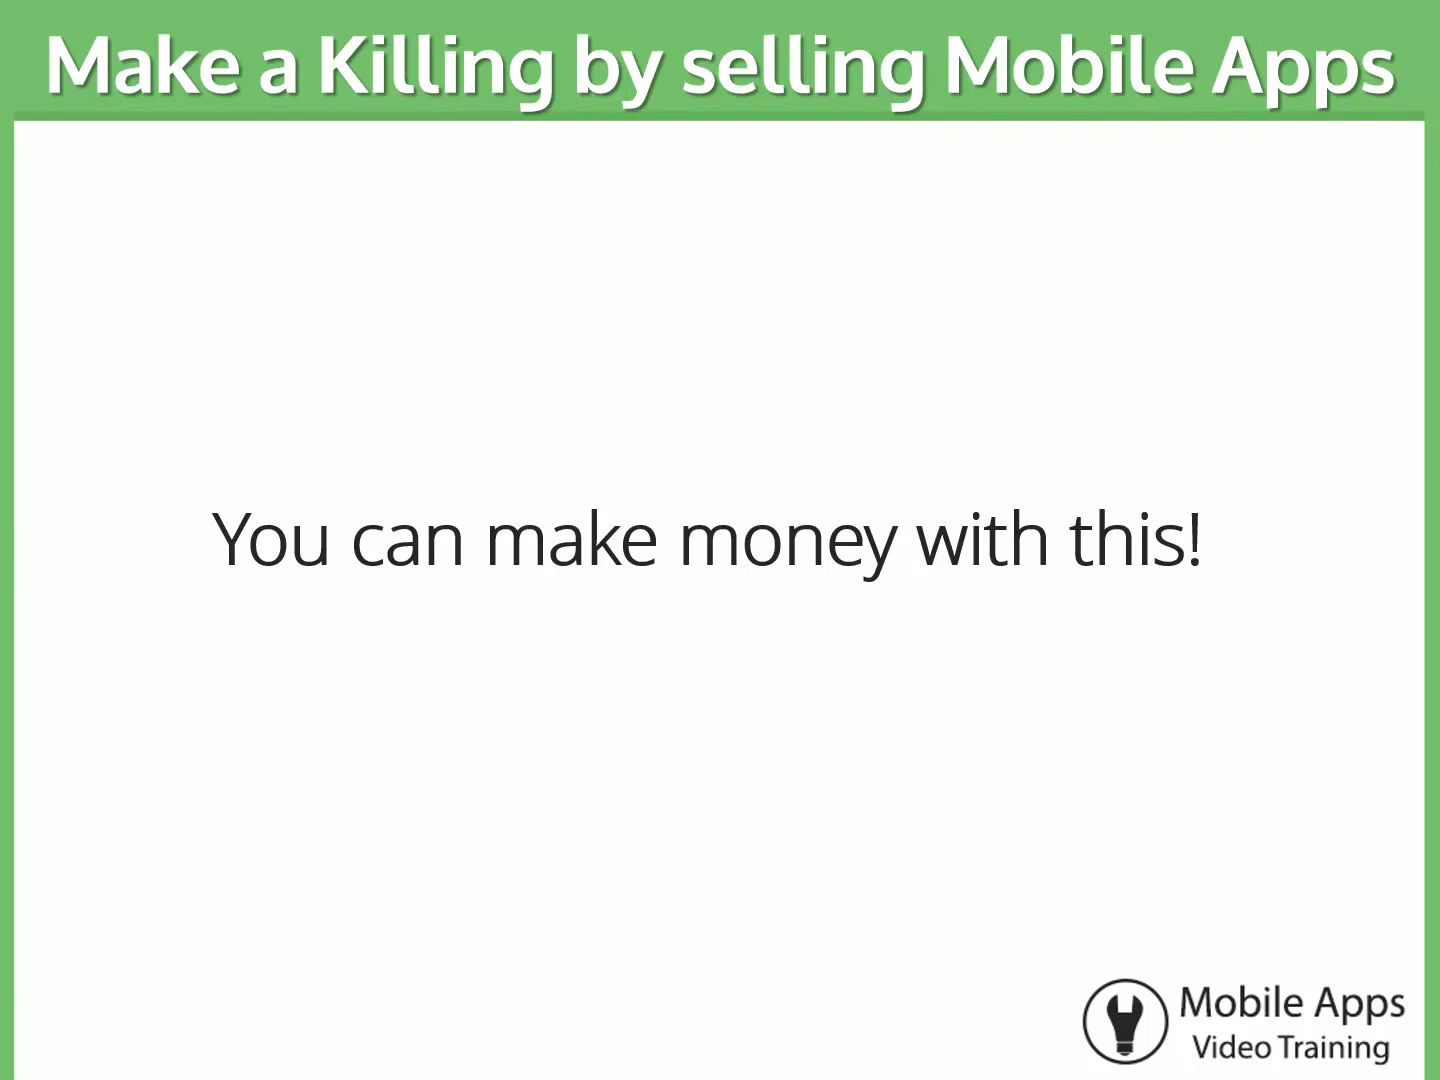 Make a Killing by selling Mobile Apps
You can make money with this!
Mobile Apps
Video Training